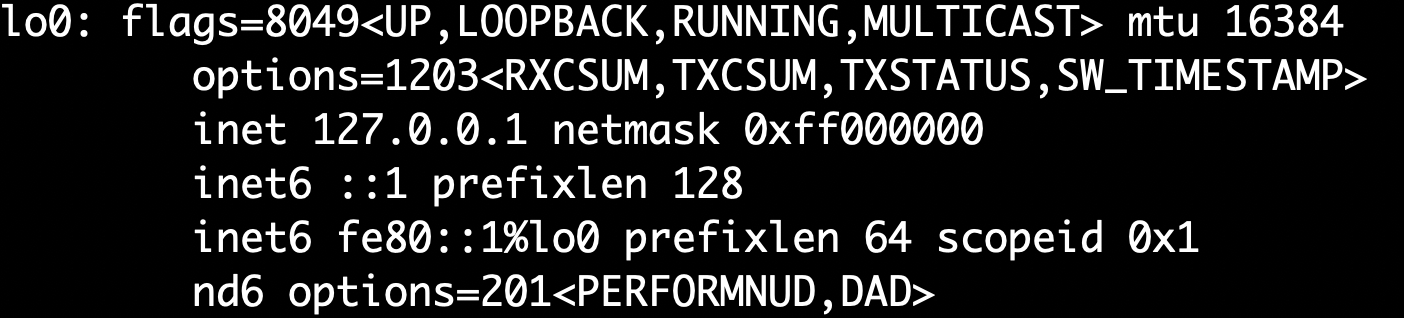 lo0: flags=8049<UP,LOOPBACK,RUNNING,MULTICAST> mtu 16384
options=1203<RXCSUM,TXCSUM,TXSTATUS,SW_TIMESTAMP>
inet 127.0.0.1 netmask 0xff000000
inet6 ::1 prefixlen 128
inet6 fe80::1%lo0 prefixlen 64 scopeid 0x1
nd6 options=201<PERFORMNUD,DAD>